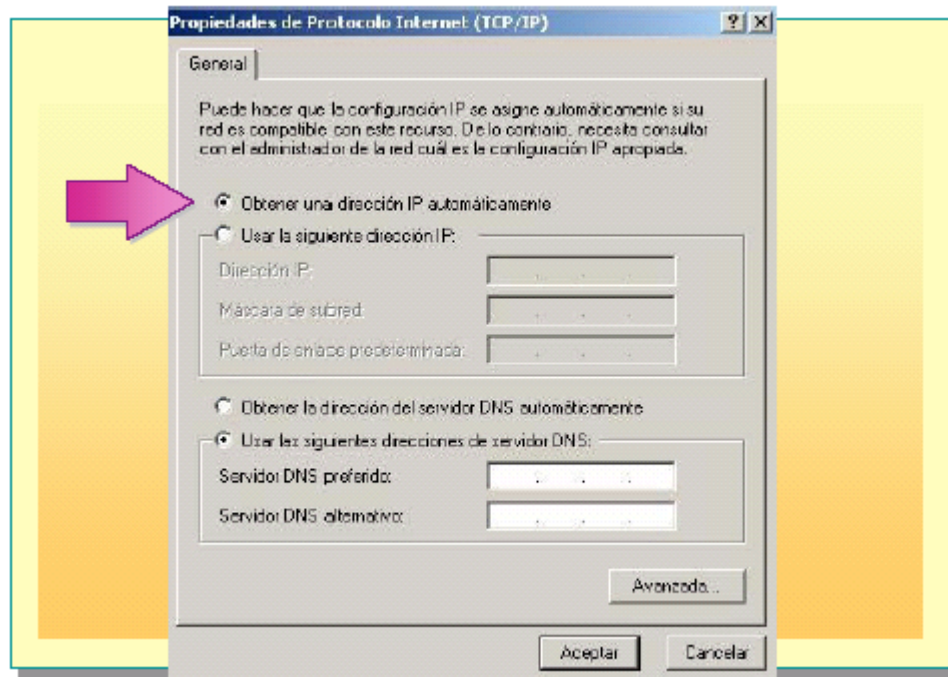 Propiedades de Protocolo Internet (TCP/IP)
General
Puede hacer que la configuración IP se asigne automáticamente si su
red es compatible con este recurso. De lo contrario, necesita consultar
con el administrador de la red cuál es la configuración IP apropiada.
Obtener una dirección IP automáticamente
Usar la siguiente dirección IP:
Dirección IP:
Máscara de subred:
Puerta de enlace predeterminada:
Obtener la dirección del servidor DNS automáticamente
Usar las siguientes direcciones de servidor DNS:
Servidor DNS preferido:
Servidor DNS alternativo:
Avanzada...
Aceptar Cancelar